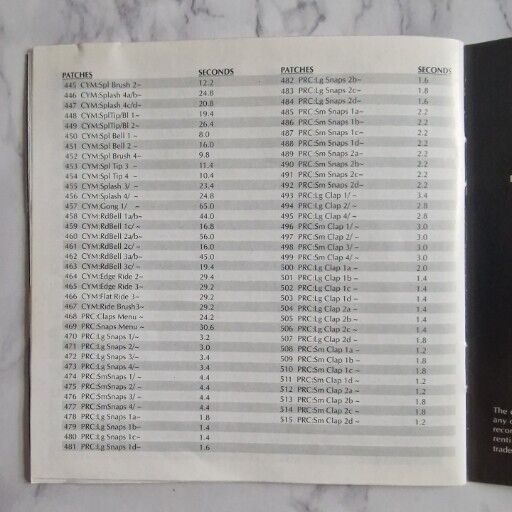 PATCHES SECONDS
445 CYM:Spl Brush 2~ 12.2
446 CYM:Splash 4a/b~ 24.8
447 CYM:Splash 4c/d~ 20.8
448 CYM:SplTip/Bl 1~ 19.4
449 CYM:SplTip/Bl 2~ 26.4
450 CYM:Spl Bell 1 ~ 8.0
451 CYM:Spl Bell 2 ~ 16.0
452 CYM:Spl Brush 4~ 9.8
453 CYM:Spl Tip 3 ~ 11.4
454 CYM:Spl Tip 4 ~ 10.4
455 CYM:Splash 3/ ~ 23.4
456 CYM:Splash 4/ ~ 24.8
457 CYM:Gong 1/ ~ 65.0
458 CYM:RdBell 1a/b~ 44.0
459 CYM:RdBell 1c/ ~ 16.8
460 CYM:RdBell 2a/b~ 56.0
461 CYM:RdBell 2c/ ~ 16.0
462 CYM:RdBell 3a/b~ 45.0
463 CYM:RdBell 3c/ ~ 19.4
464 CYM:Edge Ride 2~ 29.4
465 CYM:Edge Ride 3~ 29.2
466 CYM:Flat Ride 3~ 29.2
467 CYM:Ride Brush3~ 29.2
468 PRC:Claps Menu ~ 24.2
469 PRC:Snaps Menu ~ 30.6
470 PRC:Lg Snaps 1/~ 3.2
471 PRC:Lg Snaps 2/~ 3.0
472 PRC:Lg Snaps 3/~ 3.4
473 PRC:Lg Snaps 4/~ 3.4
474 PRC:SmSnaps 1/ ~ 4.4
475 PRC:SmSnaps 2/ ~ 4.4
476 PRC:SmSnaps 3/ ~ 4.4
477 PRC:SmSnaps 4/ ~ 4.4
478 PRC:Lg Snaps 1a~ 1.8
479 PRC:Lg Snaps 1b~ 1.4
480 PRC:Lg Snaps 1c~ 1.4
481 PRC:Lg Snaps 1d~ 1.6
PATCHES SECONDS
482 PRC:Lg Snaps 2b~ 1.6
483 PRC:Lg Snaps 2c~ 1.8
484 PRC:Lg Snaps 2d~ 1.6
485 PRC:Sm Snaps 1a~ 2.2
486 PRC:Sm Snaps 1b~ 2.2
487 PRC:Sm Snaps 1c~ 2.2
488 PRC:Sm Snaps 1d~ 2.2
489 PRC:Sm Snaps 2a~ 2.2
490 PRC:Sm Snaps 2b~ 2.2
491 PRC:Sm Snaps 2c~ 2.2
492 PRC:Sm Snaps 2d~ 2.2
493 PRC:Lg Clap 1/ ~ 3.4
494 PRC:Lg Clap 2/ ~ 2.8
495 PRC:Lg Clap 4/ ~ 2.8
496 PRC:Sm Clap 1/ ~ 3.0
497 PRC:Sm Clap 2/ ~ 3.0
498 PRC:Sm Clap 3/ ~ 3.0
499 PRC:Sm Clap 4/ ~ 3.0
500 PRC:Lg Clap 1a ~ 2.0
501 PRC:Lg Clap 1b ~ 1.4
502 PRC:Lg Clap 1c ~ 1.4
503 PRC:Lg Clap 1d ~ 1.4
504 PRC:Lg Clap 2a ~ 1.4
505 PRC:Lg Clap 2b ~ 1.4
506 PRC:Lg Clap 2c ~ 1.4
507 PRC:Lg Clap 2d ~ 1.8
508 PRC:Sm Clap 1a ~ 1.2
509 PRC:Sm Clap 1b ~ 1.8
510 PRC:Sm Clap 1c ~ 1.8
511 PRC:Sm Clap 1d ~ 1.2
512 PRC:Sm Clap 2a ~ 1.2
513 PRC:Sm Clap 2b ~ 1.8
514 PRC:Sm Clap 2c ~ 1.8
515 PRC:Sm Clap 2d ~ 1.2
The
any
recor
renti
trade